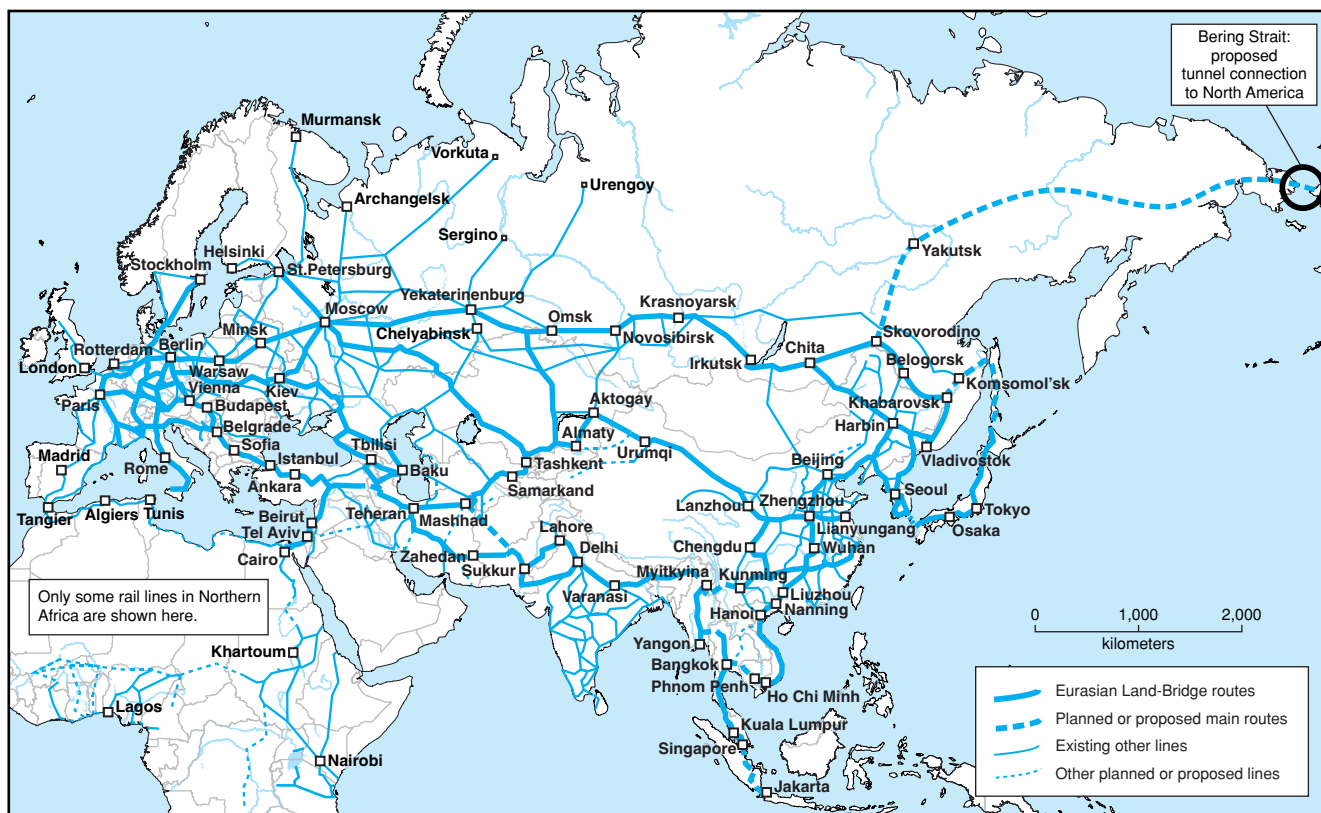 Bering Strait:
proposed
tunnel connection
to North America
Murmansk
Vorkuta
Urengoy
Archangelsk
Sergino
Yakutsk
Helsinki
Stockholm
St.Petersburg
Yekaterinenburg
Krasnoyarsk
Moscow
Omsk
Skovorodino
Minsk
Chelyabinsk
Novosibirsk
Chita
Rotterdam
Berlin
Belogorsk
London
Warsaw
Irkutsk
Komsomol'sk
Vienna
Kiev
Paris
Budapest
Aktogay
Khabarovsk
Belgrade
Harbin
Almaty
Madrid
Sofia
Tbilisi
Urumqi
Vladivostok
Rome
Istanbul
Baku
Tashkent
Beijing
Ankara
Samarkand
Seoul
Tangier
Algiers
Tunis
Beirut
Teheran
Mashhad
Lanzhou
Zhengzhou
Tokyo
Tel Aviv
Lahore
Lianyungang
Osaka
Cairo
Zahedan
Delhi
Chengdu
Wuhan
Sukkur
Myitkyina
Kunming
Varanasi
Liuzhou
Only some rail lines in Northern
Africa are shown here.
Hanoi
Nanning
0
1,000
2,000
kilometers
Khartoum
Yangon
Bangkok
Phnom Penh
Ho Chi Minh
Lagos
Kuala Lumpur
Singapore
Nairobi
Jakarta
Eurasian Land-Bridge routes
Planned or proposed main routes
Existing other lines
Other planned or proposed lines